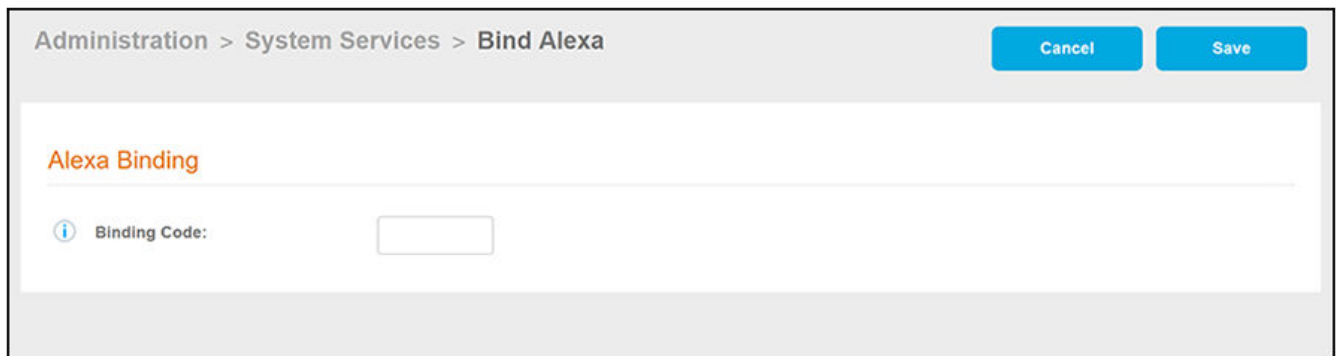 Administration > System Services > Bind Alexa
Cancel
Save
Alexa Binding
Binding Code: